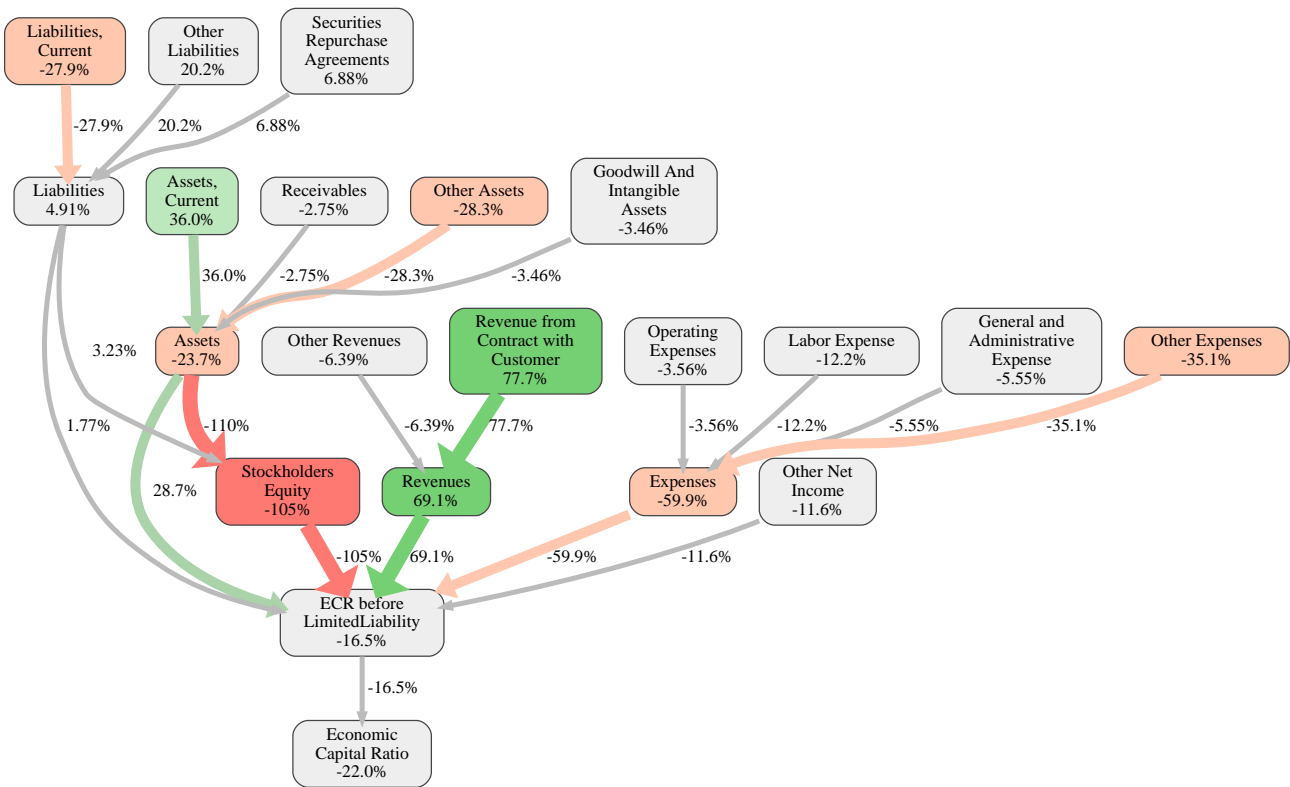 Liabilities,
Current
-27.9%
Other
Liabilities
20.2%
Securities
Repurchase
Agreements
6.88%
-27.9%
20.2%
6.88%
Liabilities
4.91%
Assets,
Current
36.0%
Receivables
-2.75%
Other Assets
-28.3%
Goodwill And
Intangible
Assets
-3.46%
36.0%
-2.75%
-28.3%
-3.46%
3.23%
Assets
-23.7%
Other Revenues
-6.39%
Revenue from
Contract with
Customer
77.7%
Operating
Expenses
-3.56%
Labor Expense
-12.2%
General and
Administrative
Expense
-5.55%
Other Expenses
-35.1%
1.77%
-110%
-6.39%
77.7%
-3.56%
-12.2%
-5.55%
-35.1%
28.7%
Stockholders
Equity
-105%
Revenues
69.1%
Expenses
-59.9%
Other Net
Income
-11.6%
-105%
69.1%
-59.9%
-11.6%
ECR before
LimitedLiability
-16.5%
-16.5%
Economic
Capital Ratio
-22.0%